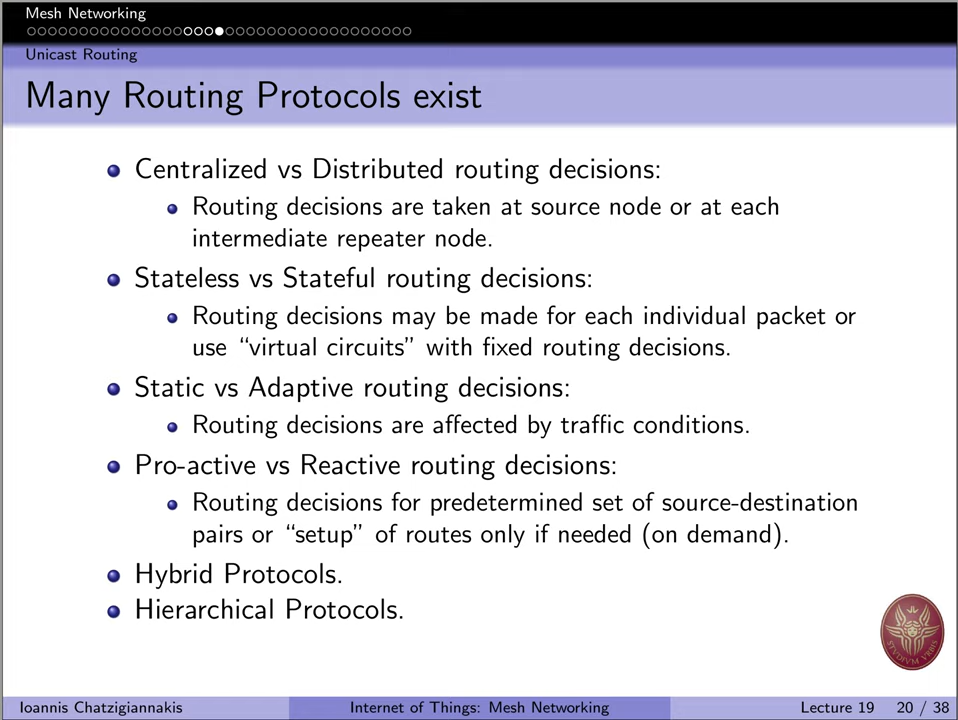 Mesh Networking
Unicast Routing
Many Routing Protocols exist
Centralized vs Distributed routing decisions:
Routing decisions are taken at source node or at each
intermediate repeater node.
Stateless vs Stateful routing decisions:
Routing decisions may be made for each individual packet or
use “virtual circuits” with fixed routing decisions.
Static vs Adaptive routing decisions:
Routing decisions are affected by traffic conditions.
Pro-active vs Reactive routing decisions:
Routing decisions for predetermined set of source-destination
pairs or “setup” of routes only if needed (on demand).
Hybrid Protocols.
Hierarchical Protocols.
STVDIVM VRBIS
Ioannis Chatzigiannakis Internet of Things: Mesh Networking Lecture 19 20 / 38